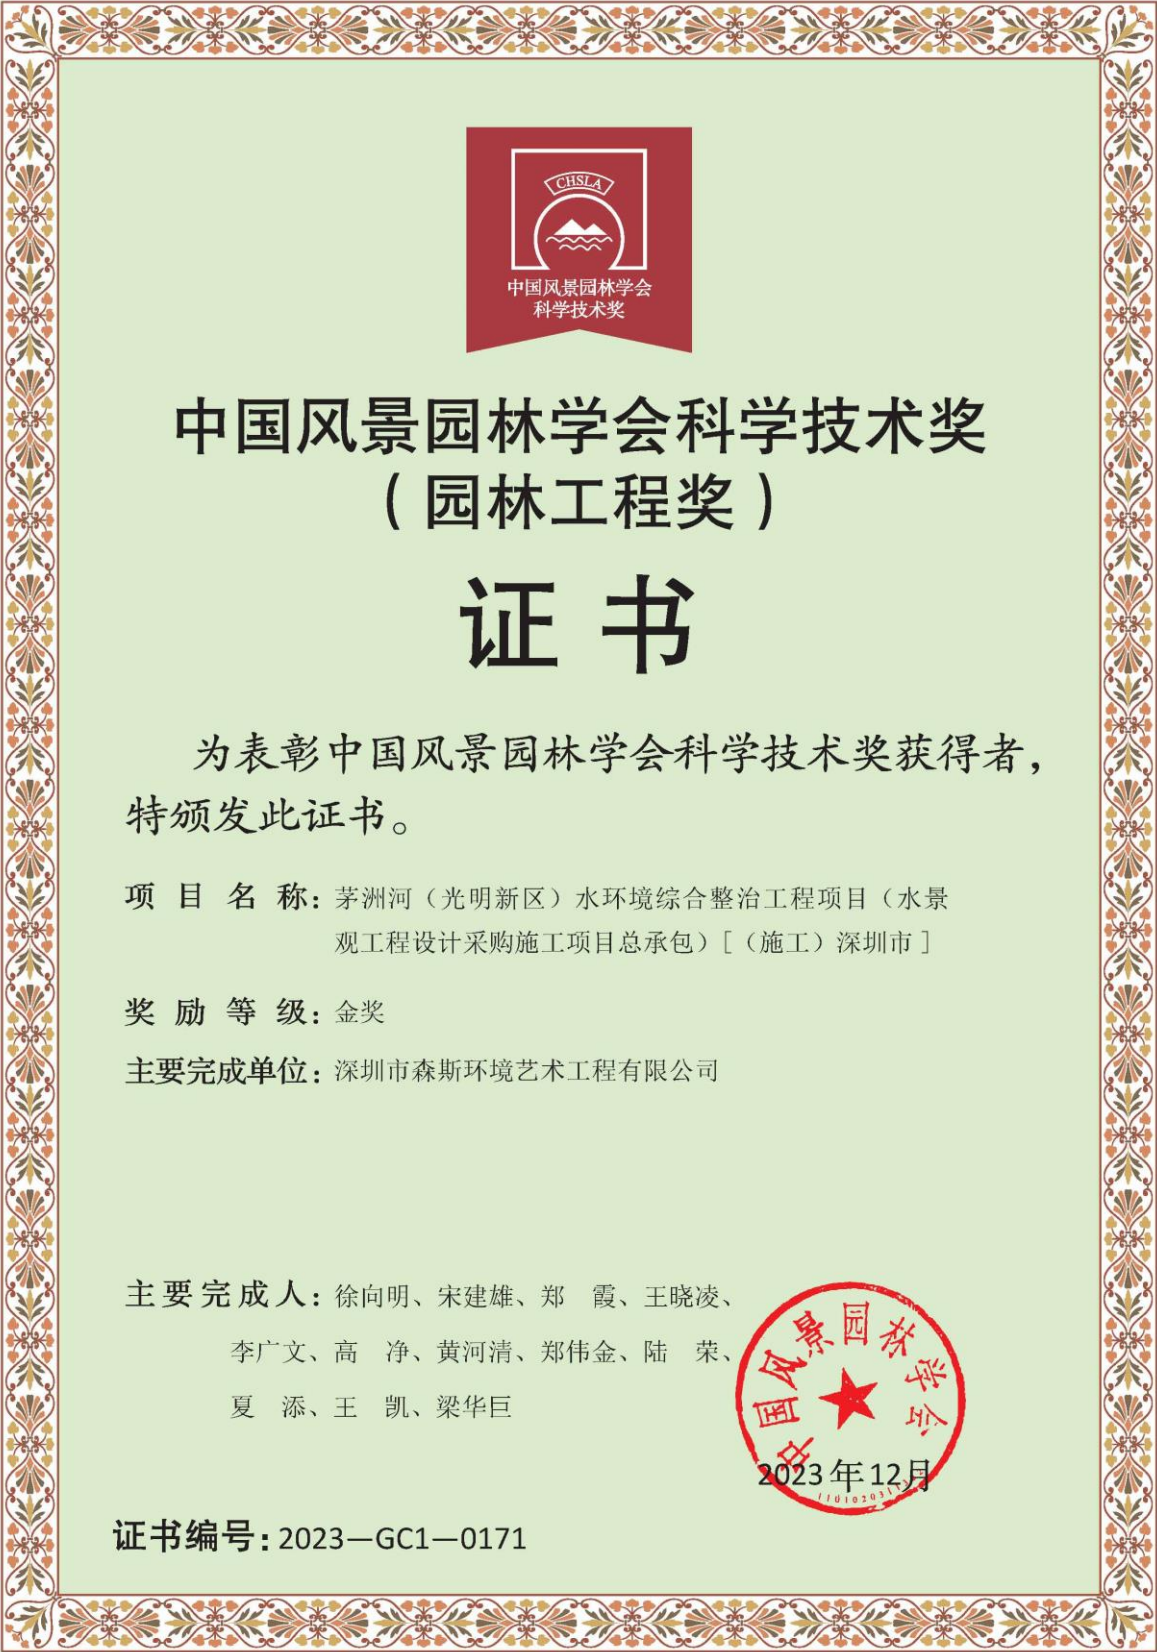 CHSLA
中国风景园林学会
科学技术奖
中国风景园林学会科学技术奖
（园林工程奖）
证书
为表彰中国风景园林学会科学技术奖获得者，
特颁发此证书。
项目名称：茅洲河（光明新区）水环境综合整治工程项目（水景
观工程设计采购施工项目总承包）[（施工）深圳市]
奖励等级：金奖
主要完成单位：深圳市森斯环境艺术工程有限公司
主要完成人：徐向明、宋建雄、郑　霞、王晓凌、
李广文、高　净、黄河清、郑伟金、陆　荣、
夏　添、王　凯、梁华巨
中国风景园林学会
2023年12月
证书编号：2023—GC1—0171